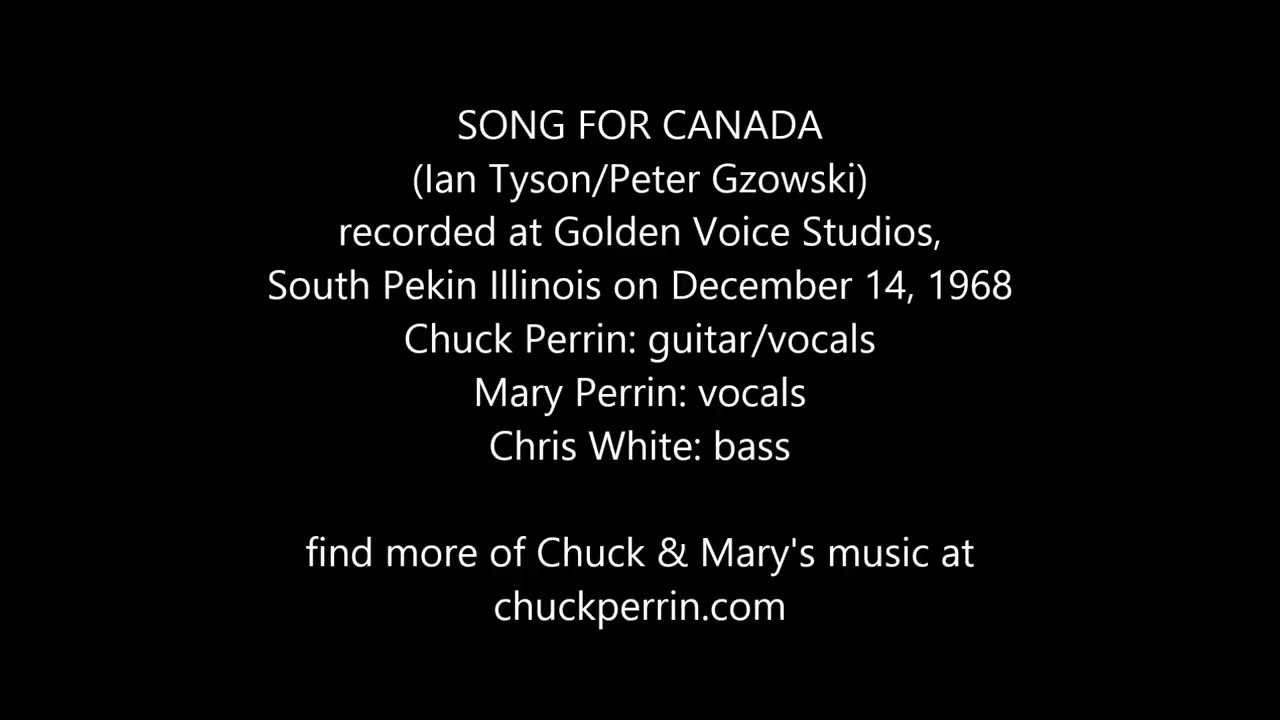 SONG FOR CANADA
(Ian Tyson/Peter Gzowski)
recorded at Golden Voice Studios,
South Pekin Illinois on December 14, 1968
Chuck Perrin: guitar/vocals
Mary Perrin: vocals
Chris White: bass
find more of Chuck & Mary's music at
chuckperrin.com